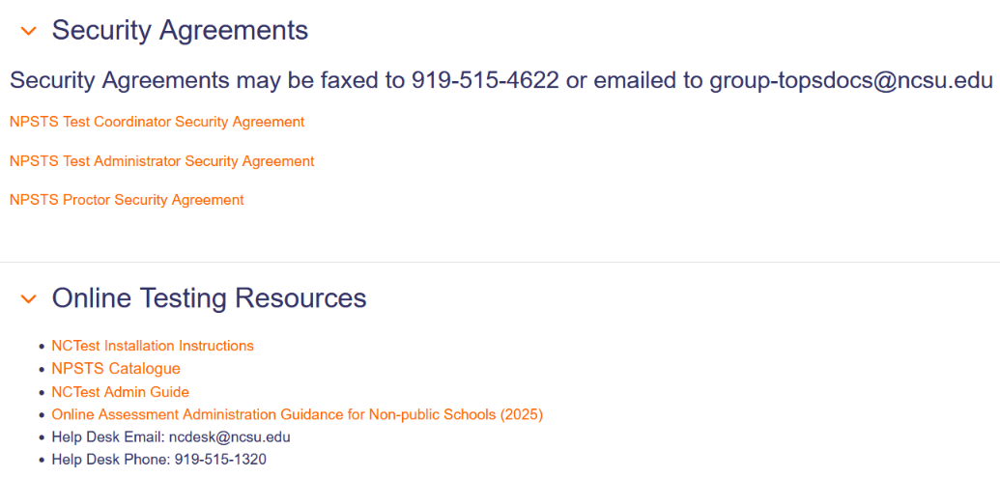 Security Agreements
Security Agreements may be faxed to 919-515-4622 or emailed to group-topsdocs@ncsu.edu
NPSTS Test Coordinator Security Agreement
NPSTS Test Administrator Security Agreement
NPSTS Proctor Security Agreement
Online Testing Resources
NCTest Installation Instructions
NPSTS Catalogue
NCTest Admin Guide
Online Assessment Administration Guidance for Non-public Schools (2025)
Help Desk Email: ncdesk@ncsu.edu
Help Desk Phone: 919-515-1320